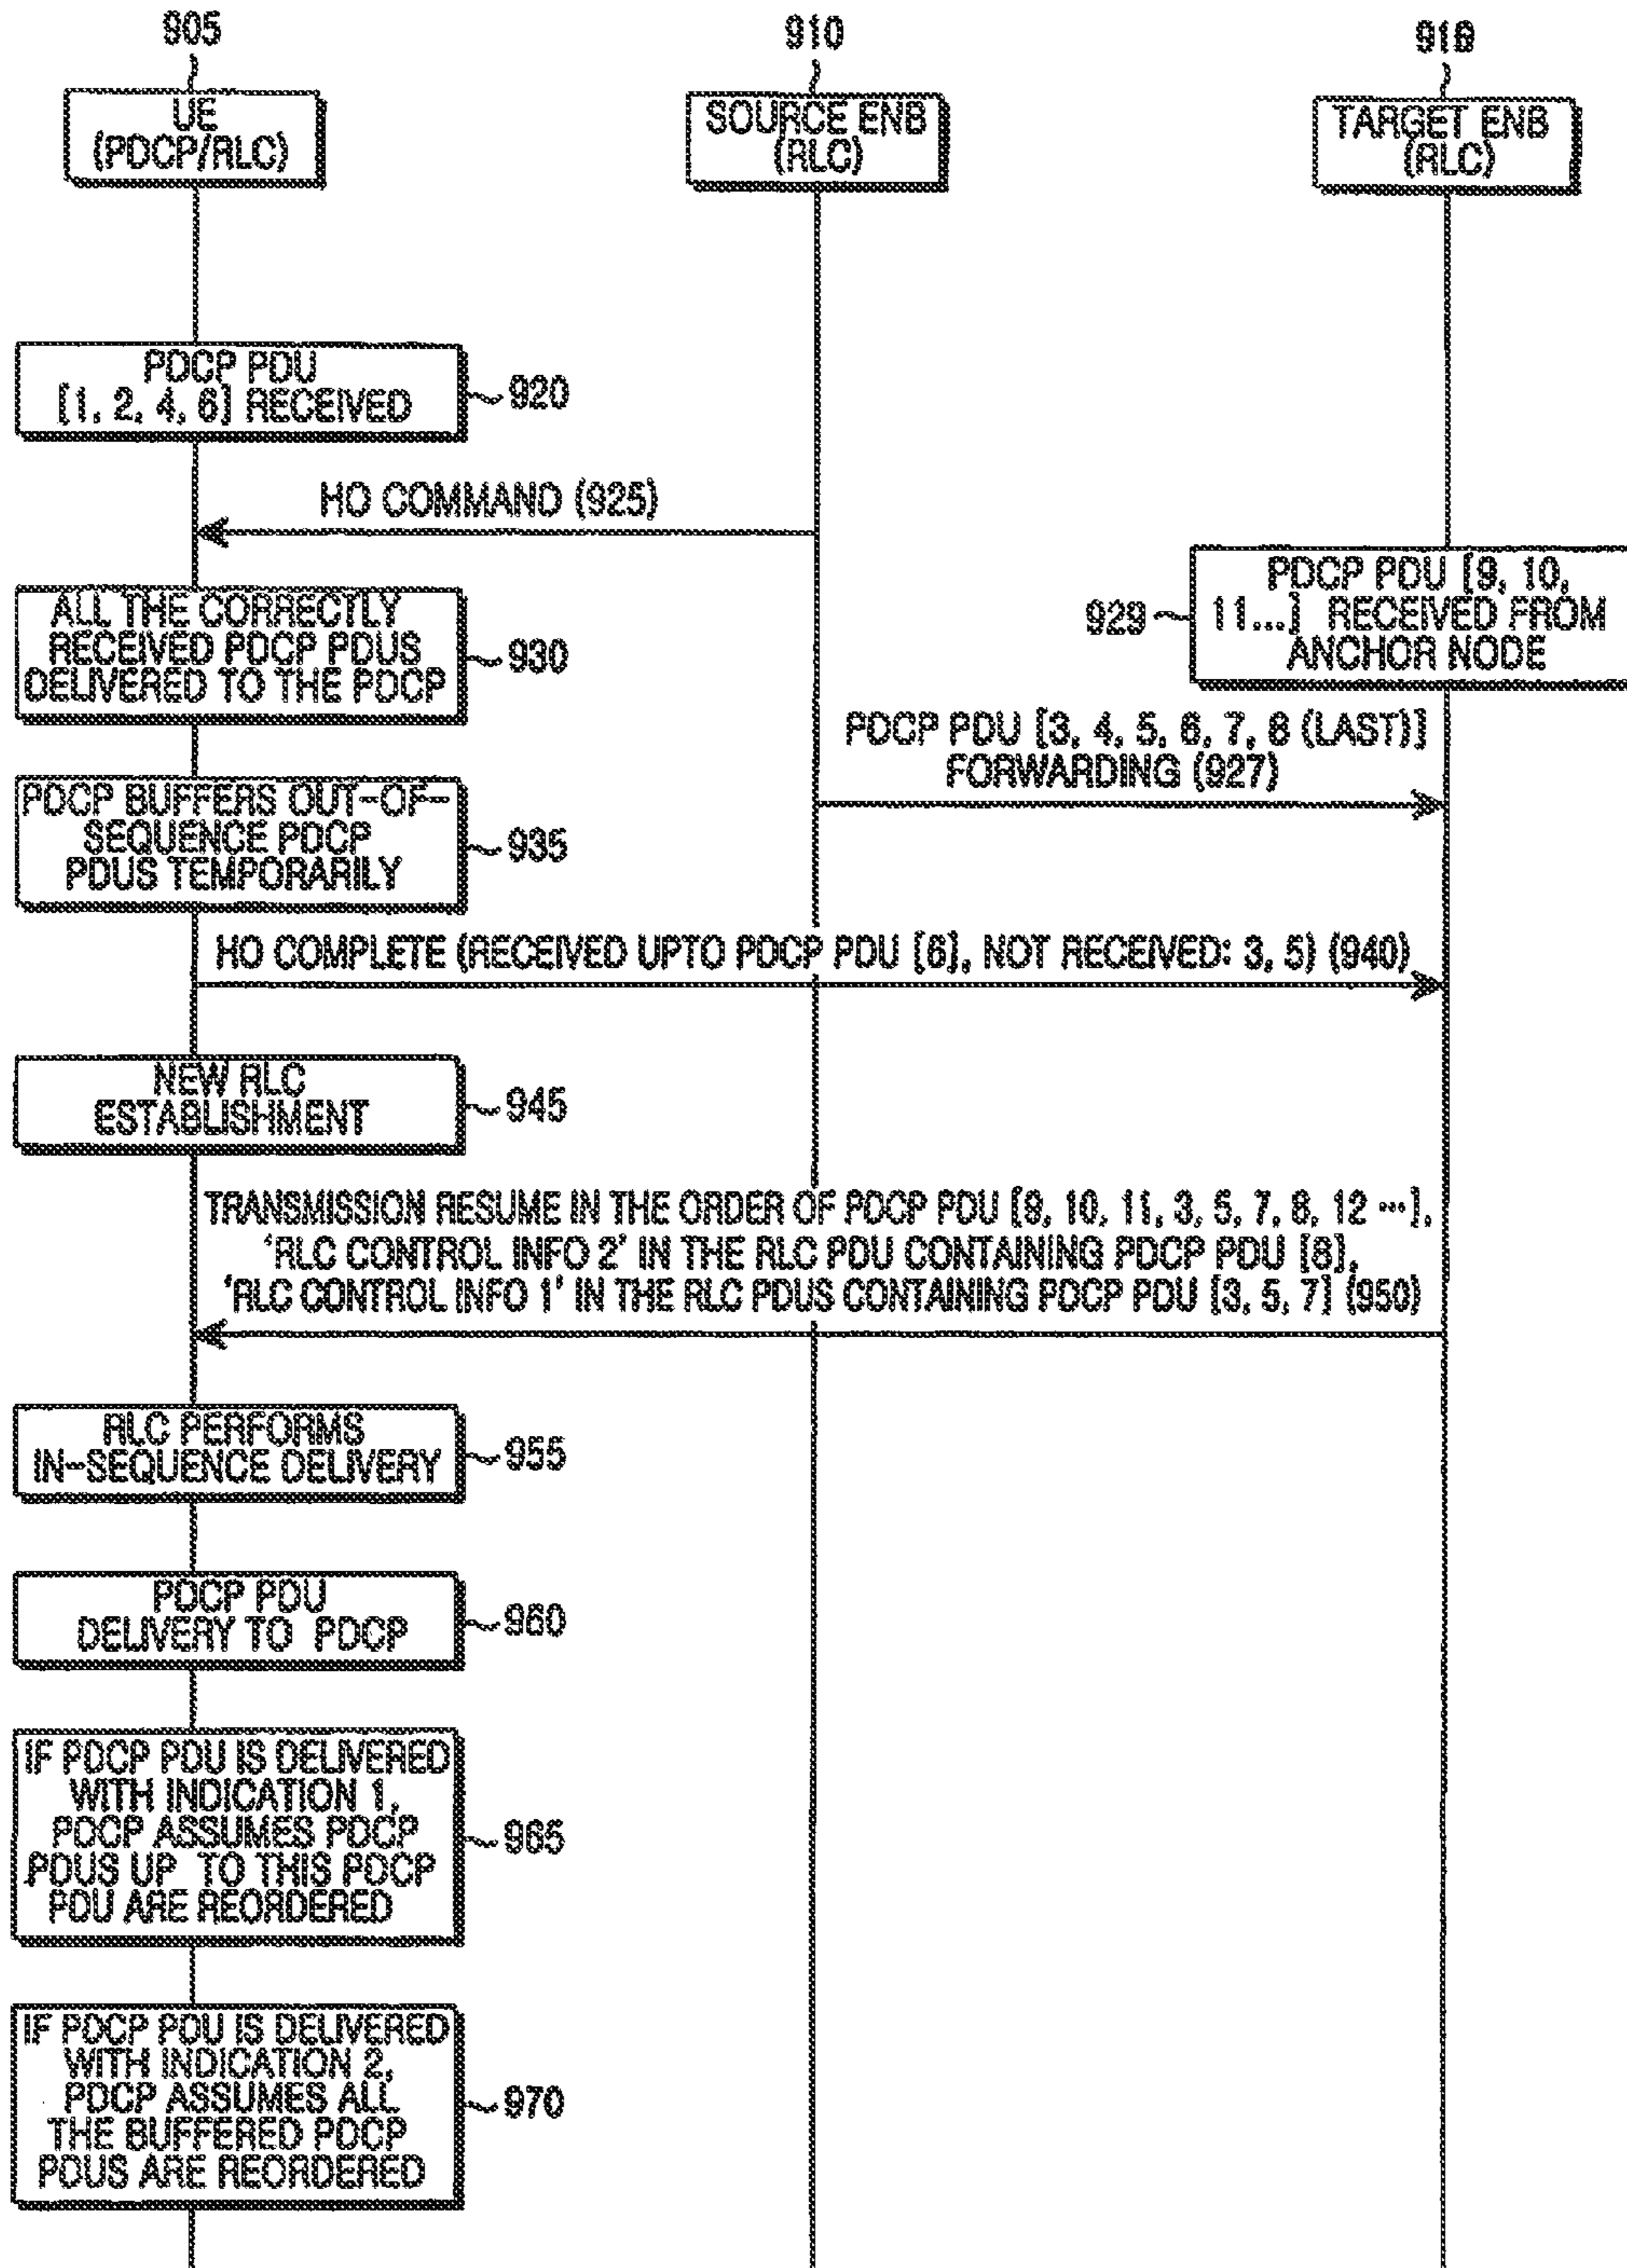 905
910
915
UE
(PDCP/RLC)
SOURCE ENB
(RLC)
TARGET ENB
(RLC)
PDCP PDU
[1, 2, 4, 6] RECEIVED
920
HO COMMAND (925)
PDCP PDU [9, 10,
11...] RECEIVED FROM
ANCHOR NODE
929
ALL THE CORRECTLY
RECEIVED PDCP PDUS
DELIVERED TO THE PDCP
930
PDCP PDU [3, 4, 5, 6, 7, 8 (LAST)]
FORWARDING (927)
PDCP BUFFERS OUT-OF-
SEQUENCE PDCP
PDUS TEMPORARILY
935
HO COMPLETE (RECEIVED UPTO PDCP PDU [6], NOT RECEIVED: 3, 5) (940)
NEW RLC
ESTABLISHMENT
945
TRANSMISSION RESUME IN THE ORDER OF PDCP PDU [9, 10, 11, 3, 5, 7, 8, 12 ...],
'RLC CONTROL INFO 2' IN THE RLC PDU CONTAINING PDCP PDU [8],
'RLC CONTROL INFO 1' IN THE RLC PDUS CONTAINING PDCP PDU [3, 5, 7] (950)
RLC PERFORMS
IN-SEQUENCE DELIVERY
955
PDCP PDU
DELIVERY TO PDCP
960
IF PDCP PDU IS DELIVERED
WITH INDICATION 1,
PDCP ASSUMES PDCP
PDUS UP TO THIS PDCP
PDU ARE REORDERED
965
IF PDCP PDU IS DELIVERED
WITH INDICATION 2,
PDCP ASSUMES ALL
THE BUFFERED PDCP
PDUS ARE REORDERED
970